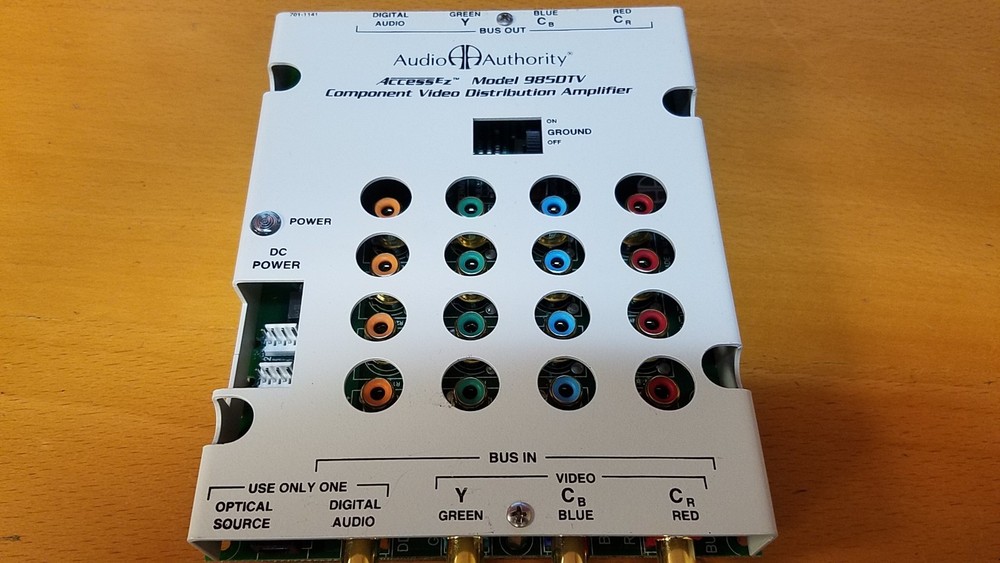 701-1141
DIGITAL AUDIO
GREEN Y
BLUE CB
RED CR
BUS OUT
Audio Authority®
AccessEz™ Model 985DTV
Component Video Distribution Amplifier
ON
GROUND
OFF
POWER
DC
POWER
BUS IN
USE ONLY ONE
VIDEO
OPTICAL
SOURCE
DIGITAL
AUDIO
Y
GREEN
CB
BLUE
CR
RED